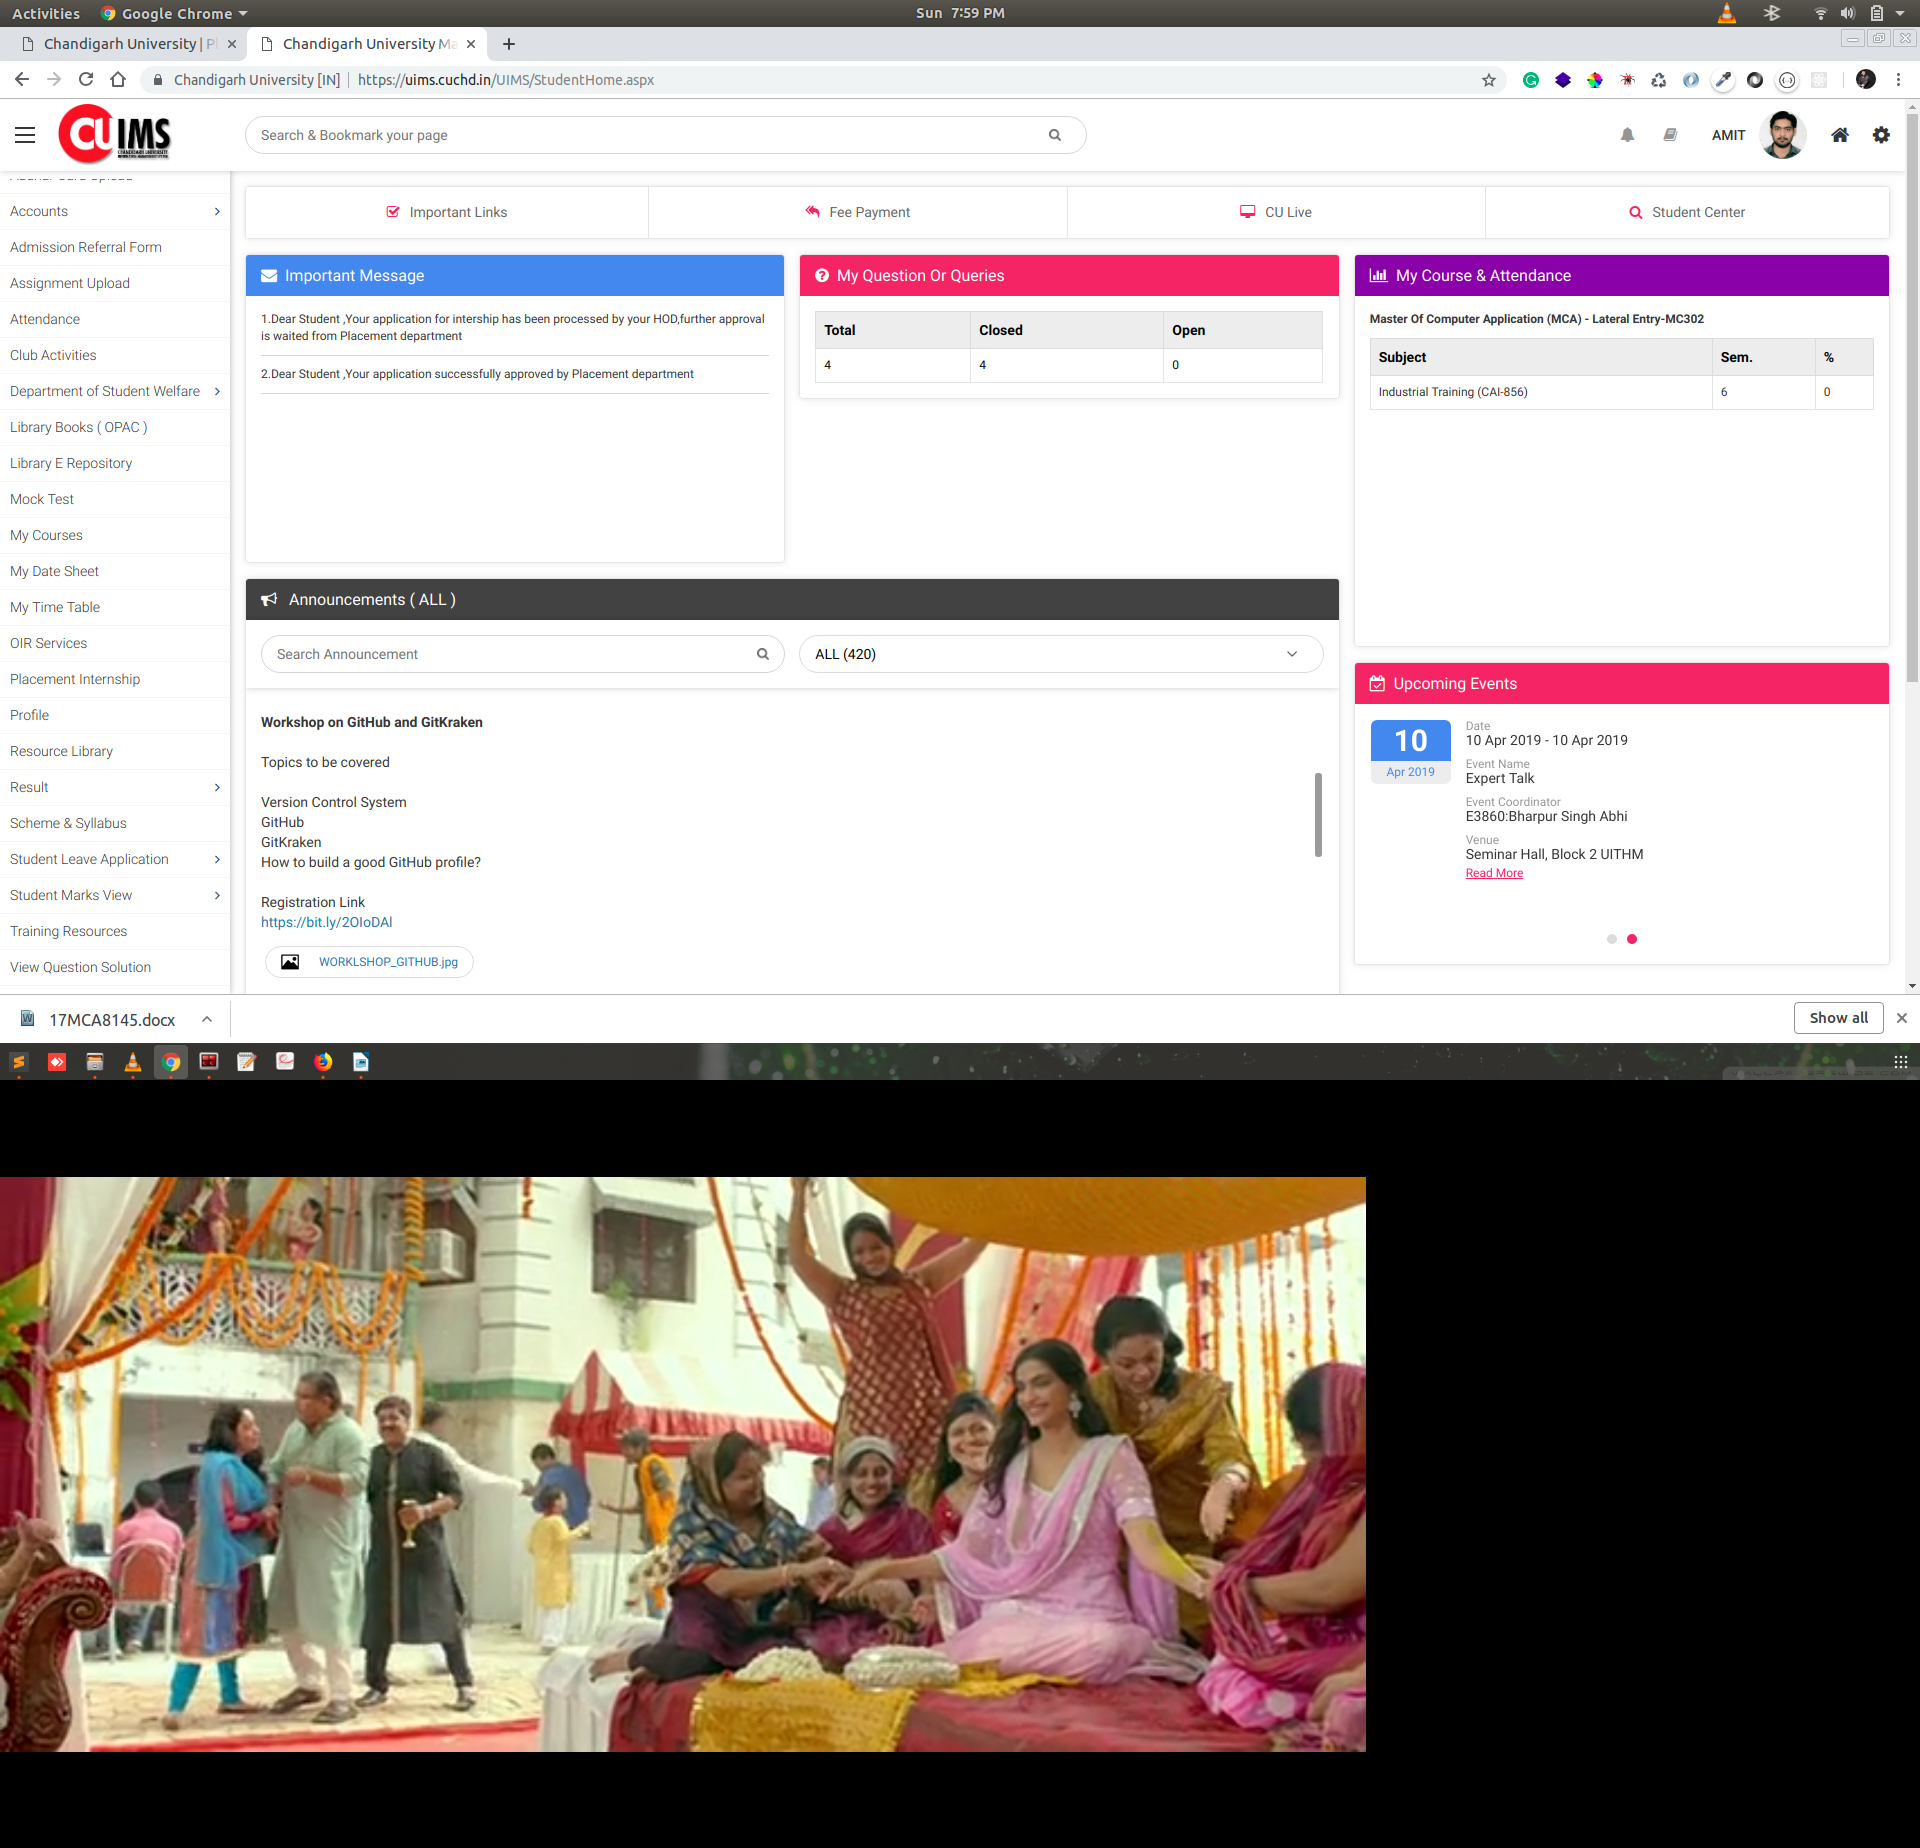 Activities Google Chrome Sun 7:59 PM
Chandigarh University | Pl Chandigarh University Ma
Chandigarh University [IN] https://uims.cuchd.in/UIMS/StudentHome.aspx
CUIMS
CHANDIGARH UNIVERSITY
Search & Bookmark your page
AMIT
Accounts
Admission Referral Form
Assignment Upload
Attendance
Club Activities
Department of Student Welfare
Library Books ( OPAC )
Library E Repository
Mock Test
My Courses
My Date Sheet
My Time Table
OIR Services
Placement Internship
Profile
Resource Library
Result
Scheme & Syllabus
Student Leave Application
Student Marks View
Training Resources
View Question Solution
Important Links Fee Payment CU Live Student Center
Important Message
1.Dear Student ,Your application for intership has been processed by your HOD,further approval
is waited from Placement department
2.Dear Student ,Your application successfully approved by Placement department
My Question Or Queries
Total Closed Open
4 4 0
My Course & Attendance
Master Of Computer Application (MCA) - Lateral Entry-MC302
Subject Sem. %
Industrial Training (CAI-856) 6 0
Announcements ( ALL )
Search Announcement ALL (420)
Workshop on GitHub and GitKraken
Topics to be covered
Version Control System
GitHub
GitKraken
How to build a good GitHub profile?
Registration Link
https://bit.ly/2OIoDAl
WORKLSHOP_GITHUB.jpg
Upcoming Events
10
Apr 2019
Date
10 Apr 2019 - 10 Apr 2019
Event Name
Expert Talk
Event Coordinator
E3860:Bharpur Singh Abhi
Venue
Seminar Hall, Block 2 UITHM
Read More
17MCA8145.docx Show all